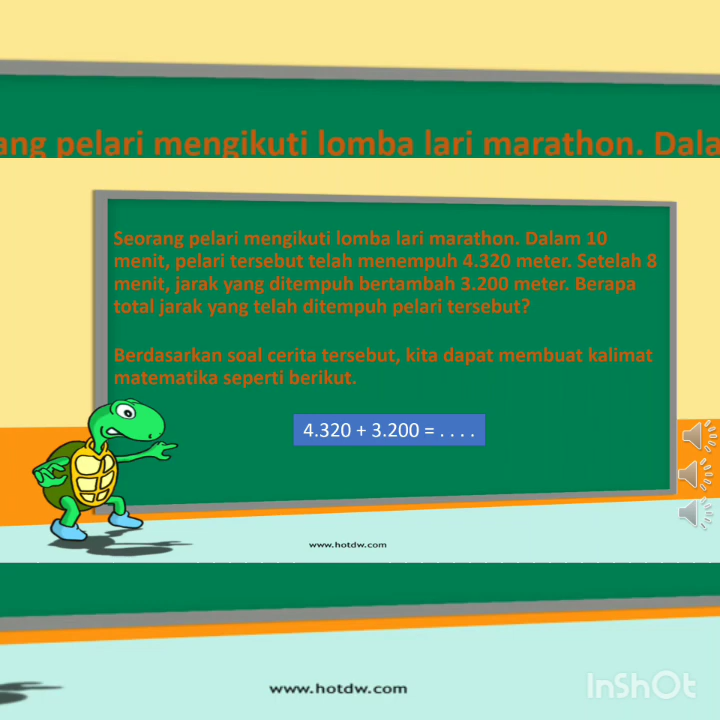 ang pelari mengikuti lomba lari marathon. Dala
Seorang pelari mengikuti lomba lari marathon. Dalam 10
menit, pelari tersebut telah menempuh 4.320 meter. Setelah 8
menit, jarak yang ditempuh bertambah 3.200 meter. Berapa
total jarak yang telah ditempuh pelari tersebut?
Berdasarkan soal cerita tersebut, kita dapat membuat kalimat
matematika seperti berikut.
4.320 + 3.200 = . . . .
www.hotdw.com
www.hotdw.com
InShOt